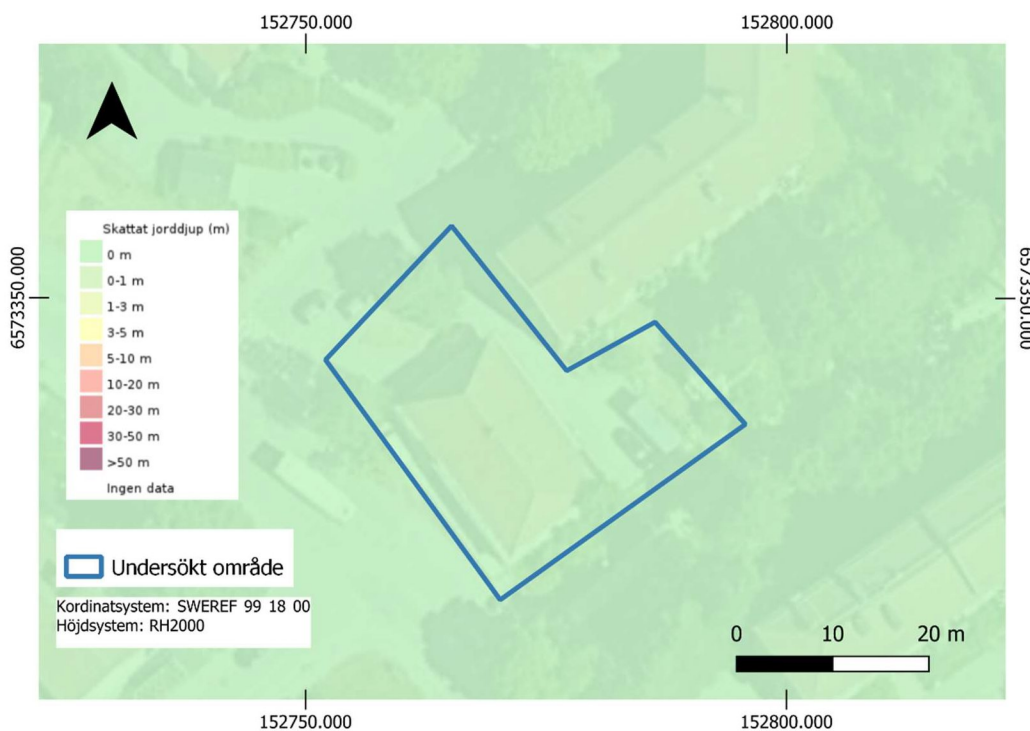 152750.000
152800.000
6573350.000
6573350.000
Skattat jorddjup (m)
0 m
0-1 m
1-3 m
3-5 m
5-10 m
10-20 m
20-30 m
30-50 m
>50 m
Ingen data
Undersökt område
Kordinatsystem: SWEREF 99 18 00
Höjdsystem: RH2000
0 10 20 m
152750.000
152800.000